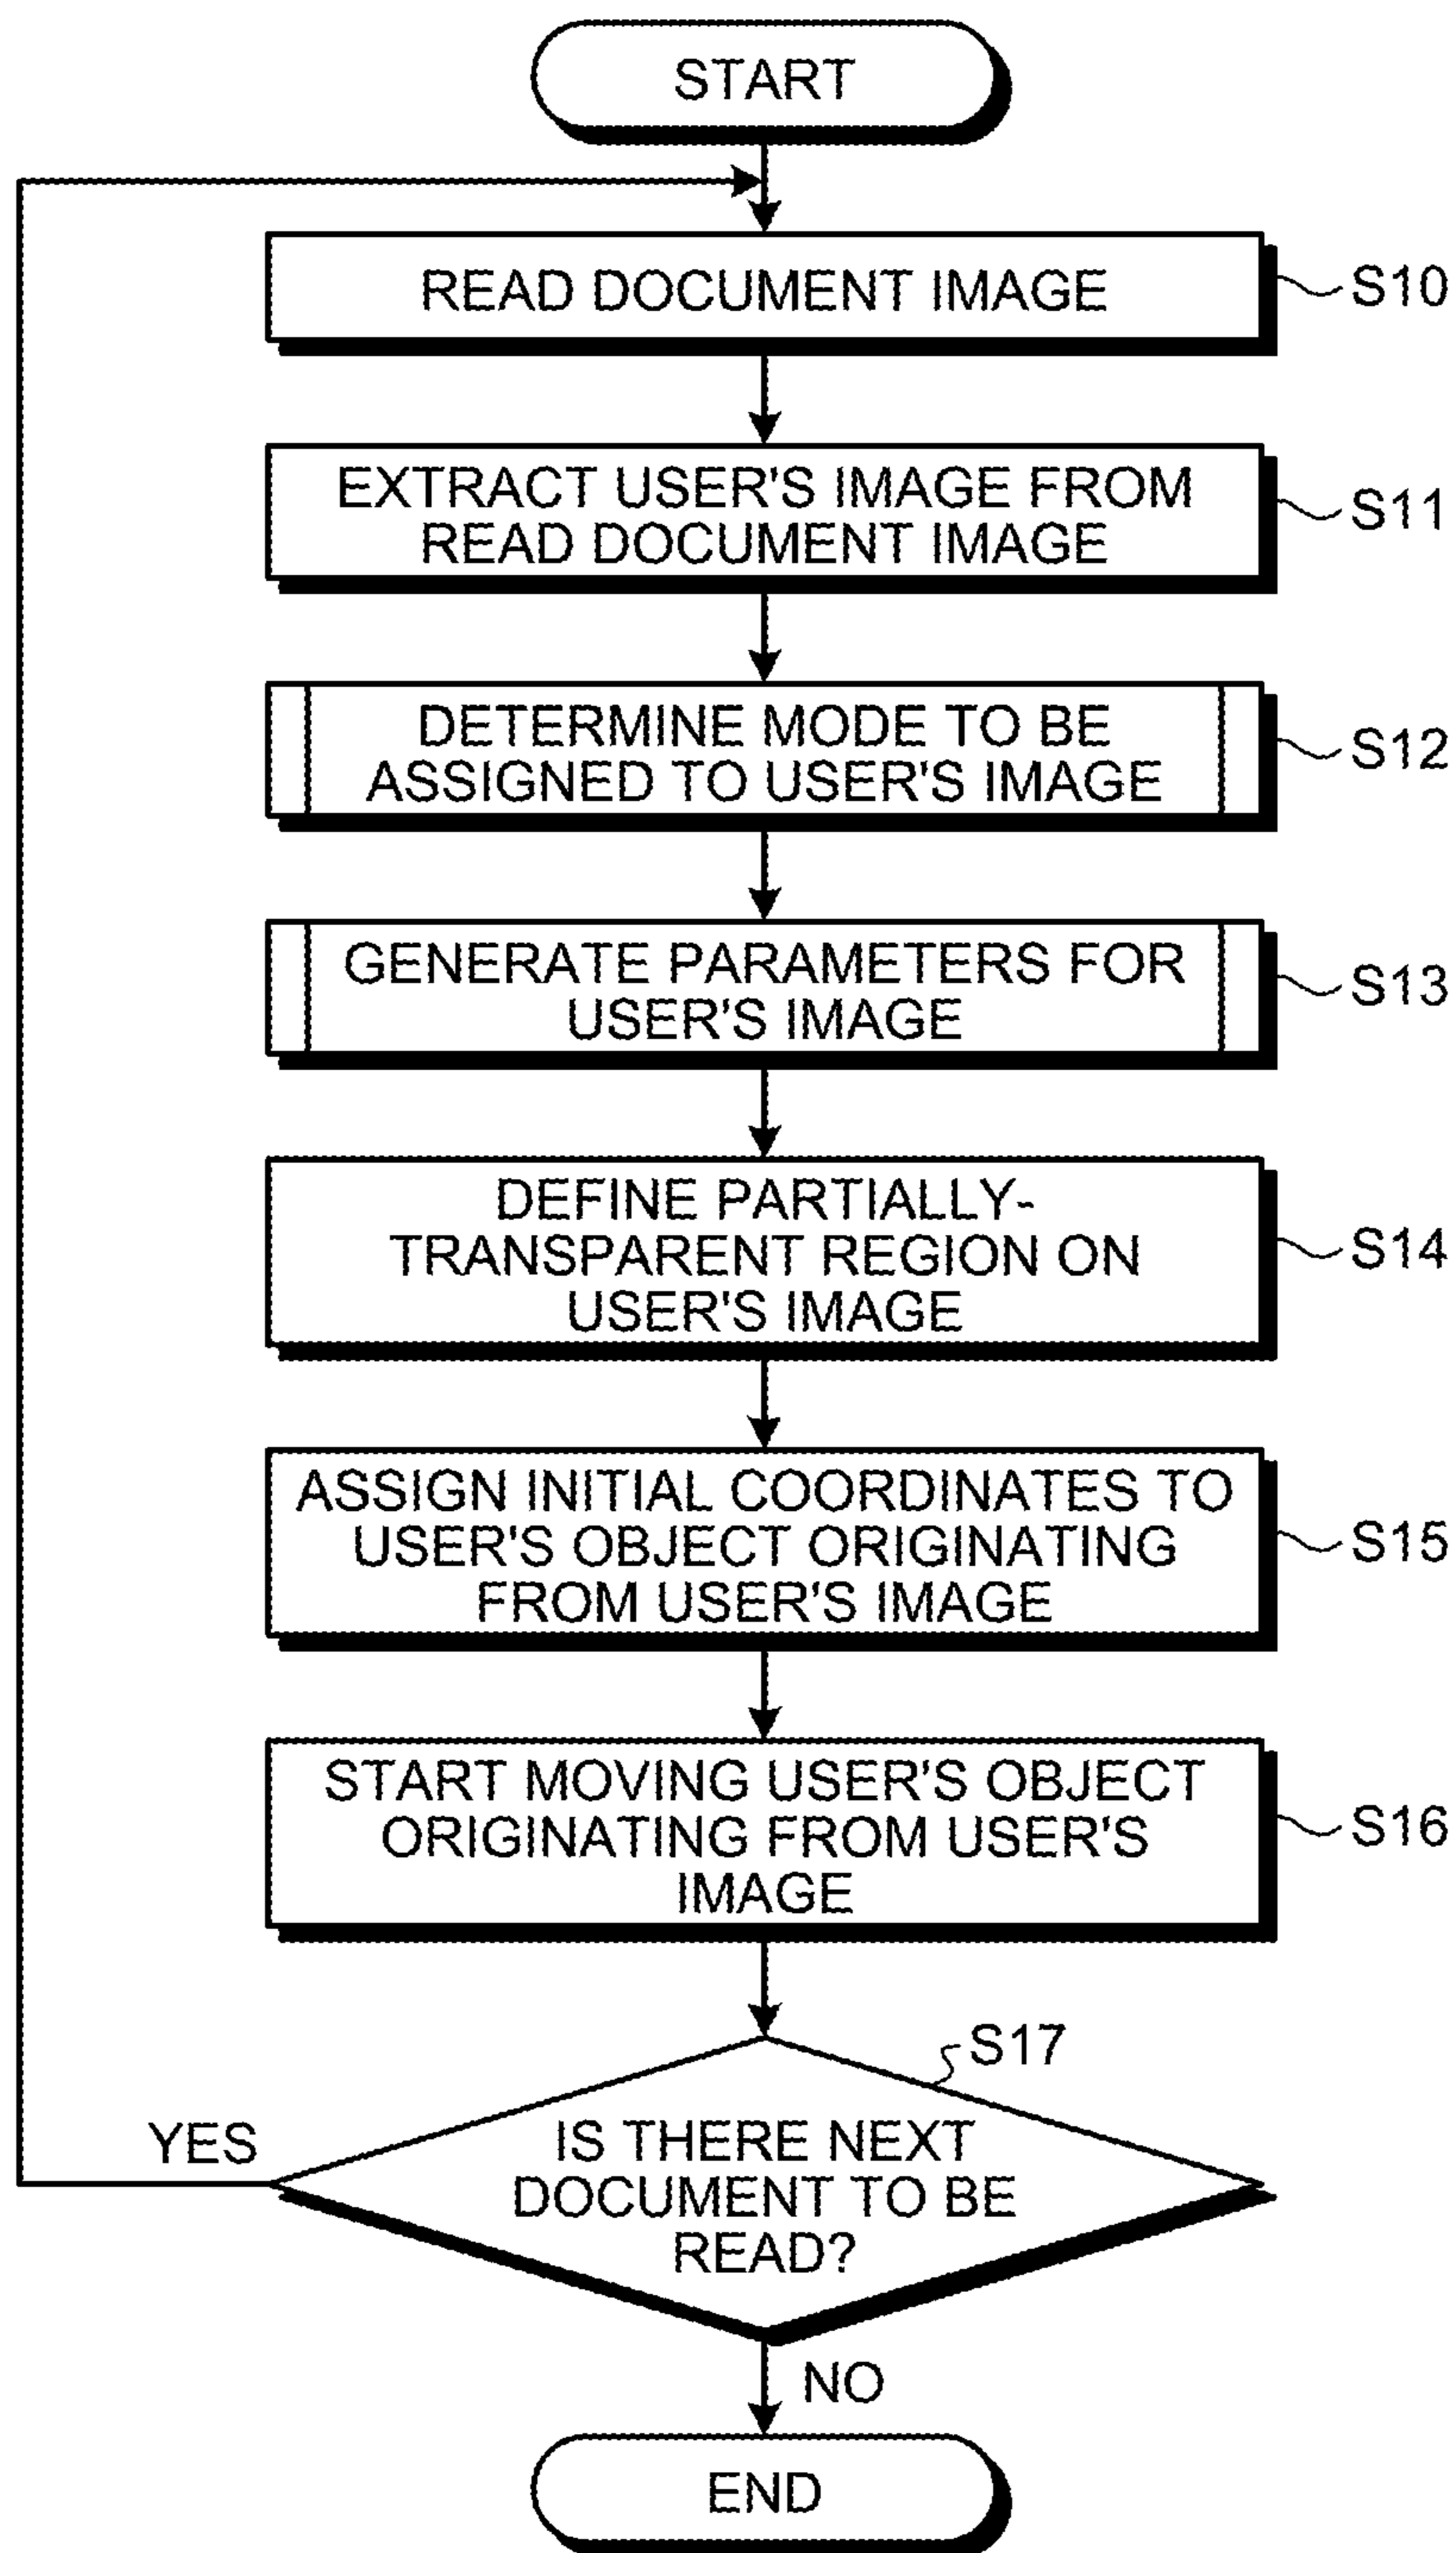 START
READ DOCUMENT IMAGE
S10
EXTRACT USER'S IMAGE FROM
READ DOCUMENT IMAGE
S11
DETERMINE MODE TO BE
ASSIGNED TO USER'S IMAGE
S12
GENERATE PARAMETERS FOR
USER'S IMAGE
S13
DEFINE PARTIALLY-
TRANSPARENT REGION ON
USER'S IMAGE
S14
ASSIGN INITIAL COORDINATES TO
USER'S OBJECT ORIGINATING
FROM USER'S IMAGE
S15
START MOVING USER'S OBJECT
ORIGINATING FROM USER'S
IMAGE
S16
S17
IS THERE NEXT
DOCUMENT TO BE
READ?
YES
NO
END